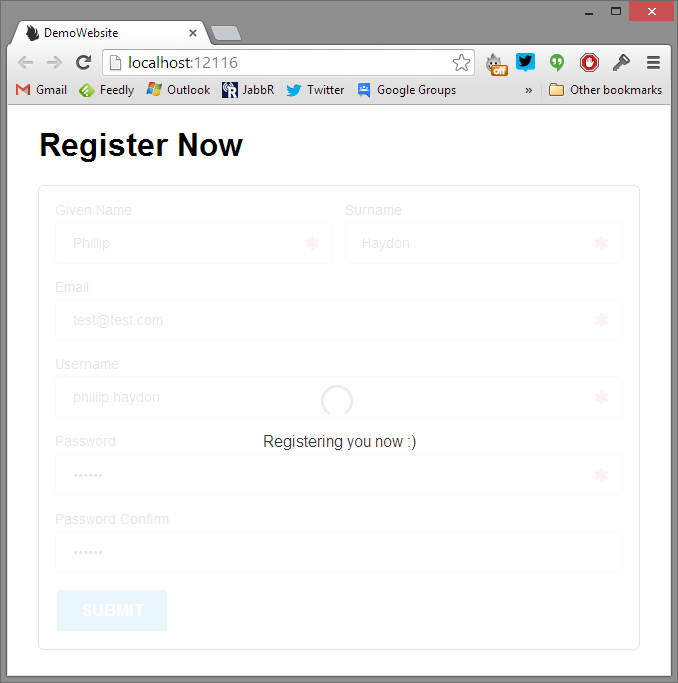 DemoWebsite
localhost:12116
off
Gmail Feedly Outlook JabbR Twitter Google Groups » Other bookmarks
Register Now
Given Name Surname
Phillip * Haydon *
Email
test@test.com *
Username
phillip.haydon *
Registering you now :)
Password
•••••• *
Password Confirm
••••••
SUBMIT